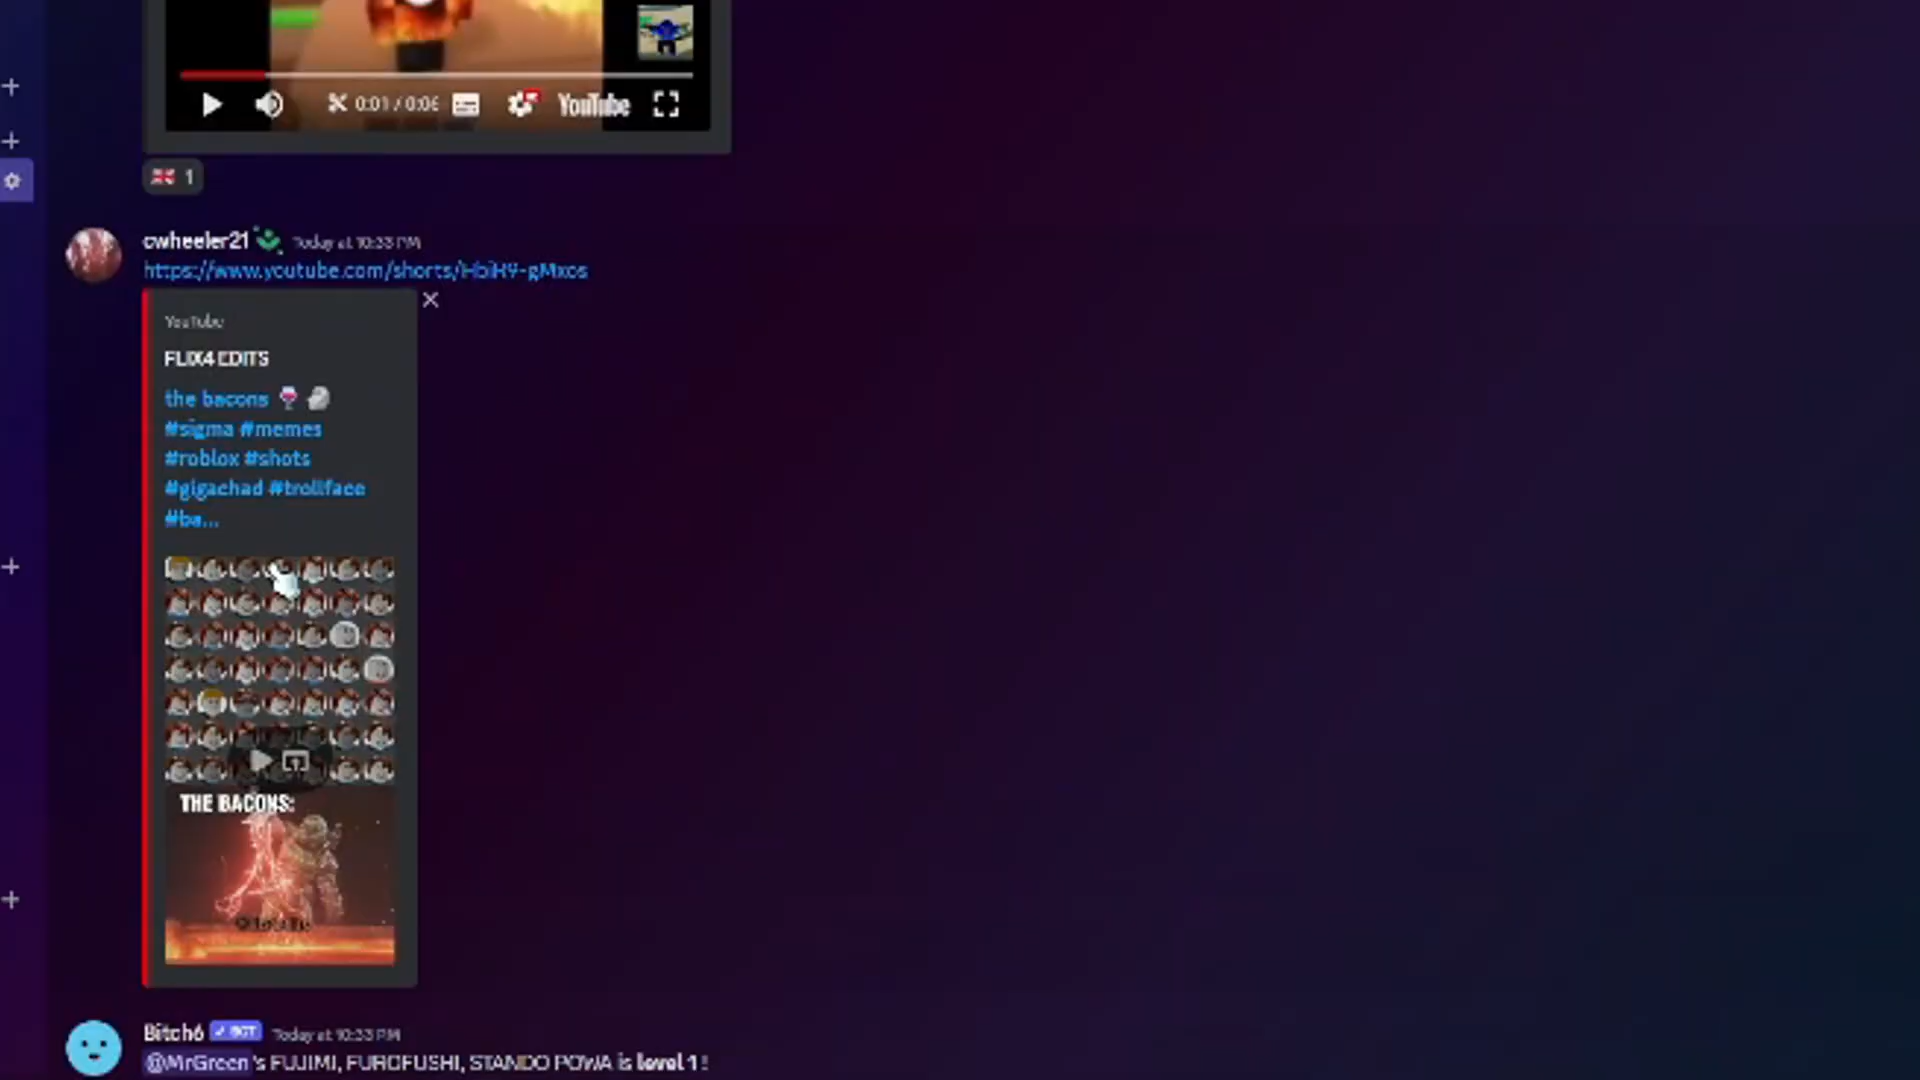 0:01 / 0:06 YouTube
1
cwheeler21 Today at 10:33 PM
https://www.youtube.com/shorts/HbiR9-gMxos
YouTube
FLIX4 EDITS
the bacons
#sigma #memes
#roblox #shots
#gigachad #trollface
#ba...
THE BACONS:
Bitch6 BOT Today at 10:33 PM
@MrGreen's FUJIMI, FUROFUSHI, STANDO POWA is level 1!